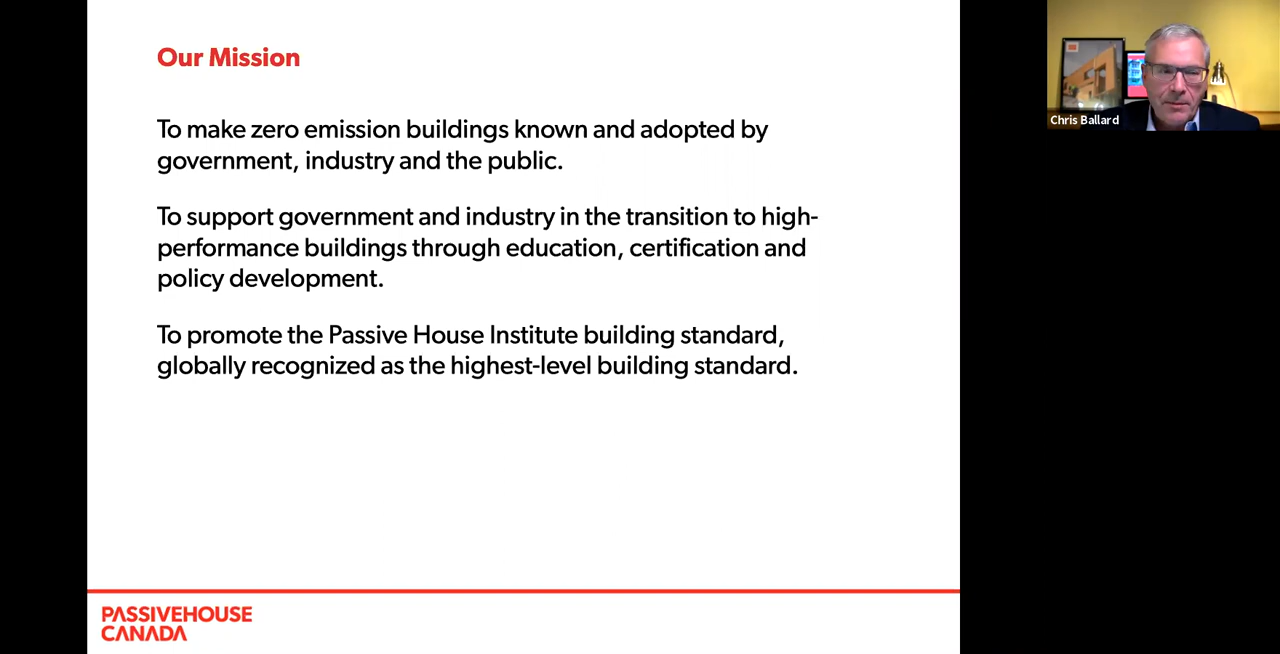 Our Mission
To make zero emission buildings known and adopted by
government, industry and the public.
To support government and industry in the transition to high-
performance buildings through education, certification and
policy development.
To promote the Passive House Institute building standard,
globally recognized as the highest-level building standard.
PASSIVEHOUSE
CANADA
Chris Ballard